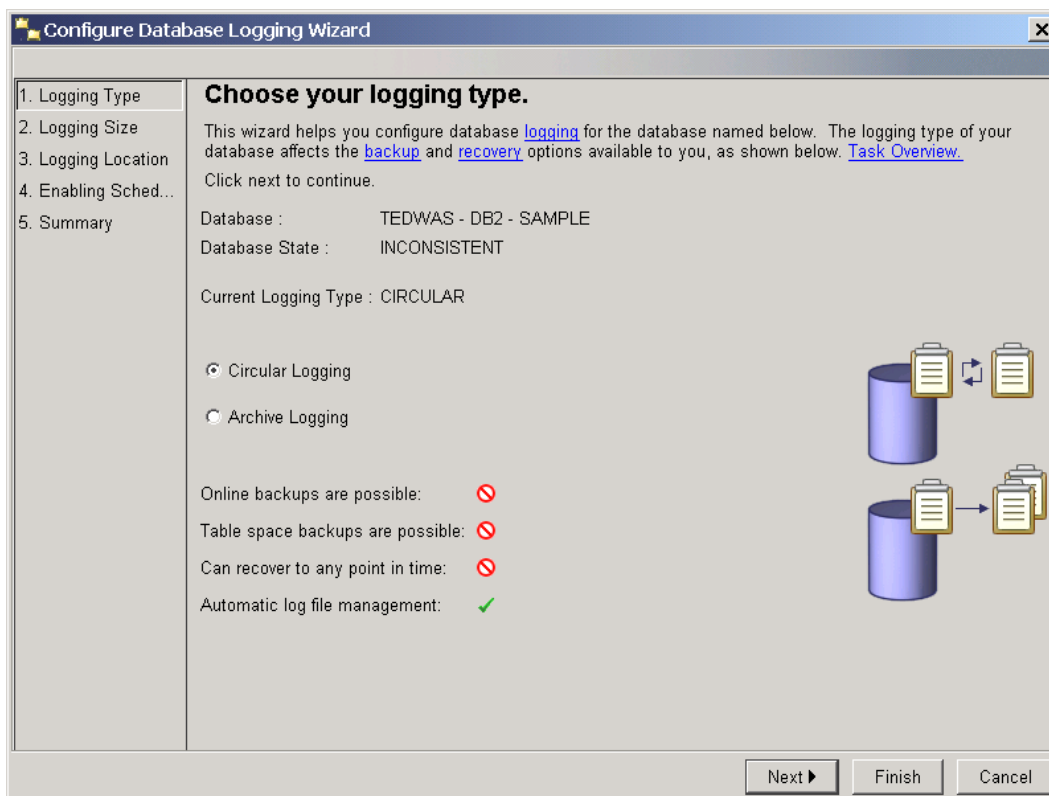 Configure Database Logging Wizard
1. Logging Type
2. Logging Size
3. Logging Location
4. Enabling Sched...
5. Summary
Choose your logging type.
This wizard helps you configure database logging for the database named below. The logging type of your
database affects the backup and recovery options available to you, as shown below. Task Overview.
Click next to continue.
Database : TEDWAS - DB2 - SAMPLE
Database State : INCONSISTENT
Current Logging Type : CIRCULAR
Circular Logging
Archive Logging
Online backups are possible:
Table space backups are possible:
Can recover to any point in time:
Automatic log file management:
Next
Finish
Cancel